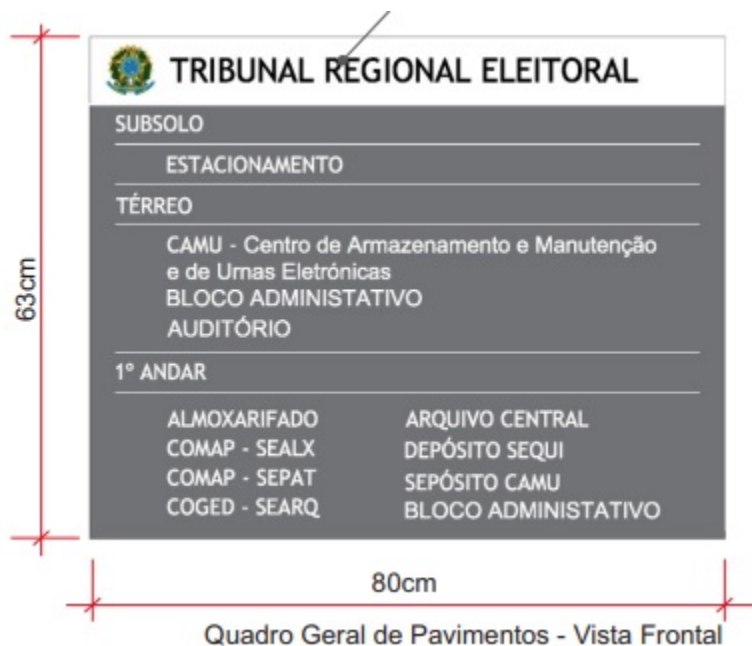 TRIBUNAL REGIONAL ELEITORAL
SUBSOLO
ESTACIONAMENTO
TÉRREO
CAMU - Centro de Armazenamento e Manutenção
e de Urnas Eletrónicas
BLOCO ADMINISTATIVO
AUDITÓRIO
1º ANDAR
ALMOXARIFADO
COMAP - SEALX
COMAP - SEPAT
COGED - SEARQ
ARQUIVO CENTRAL
DEPÓSITO SEQUI
SEPÓSITO CAMU
BLOCO ADMINISTATIVO
63cm
80cm
Quadro Geral de Pavimentos - Vista Frontal